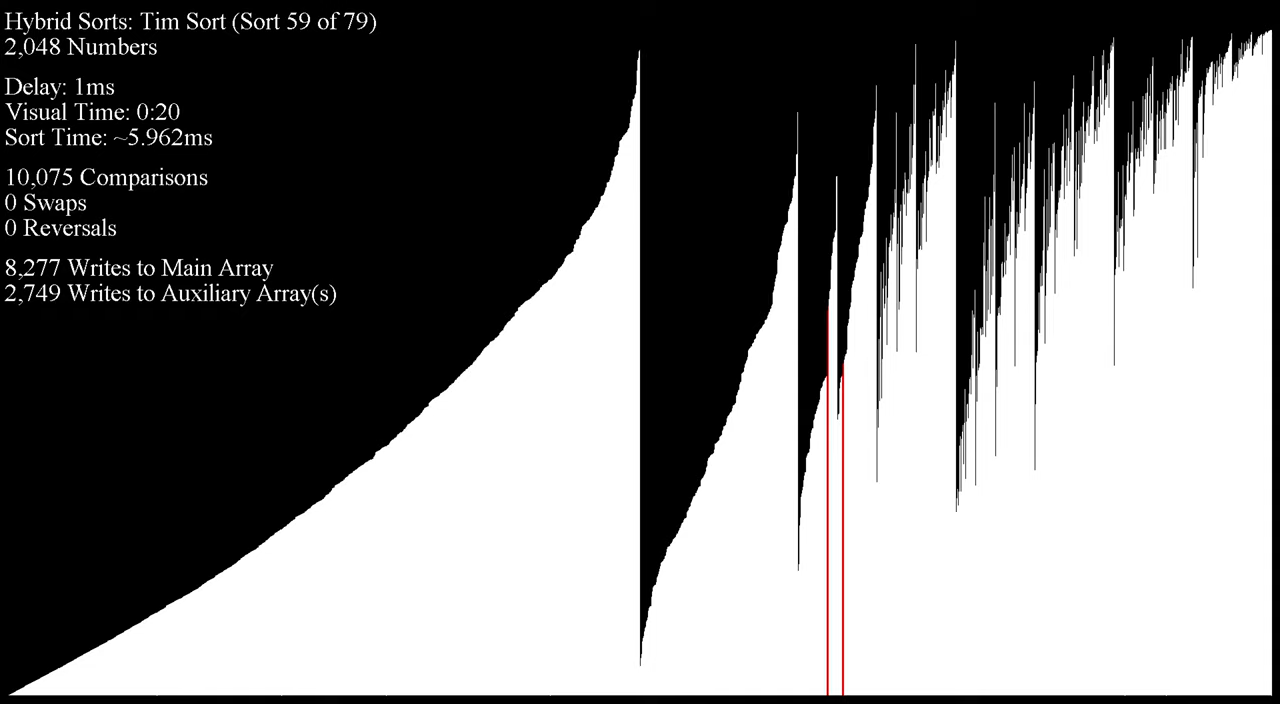 Hybrid Sorts: Tim Sort (Sort 59 of 79)
2,048 Numbers
Delay: 1ms
Visual Time: 0:20
Sort Time: ~5.962ms
10,075 Comparisons
0 Swaps
0 Reversals
8,277 Writes to Main Array
2,749 Writes to Auxiliary Array(s)